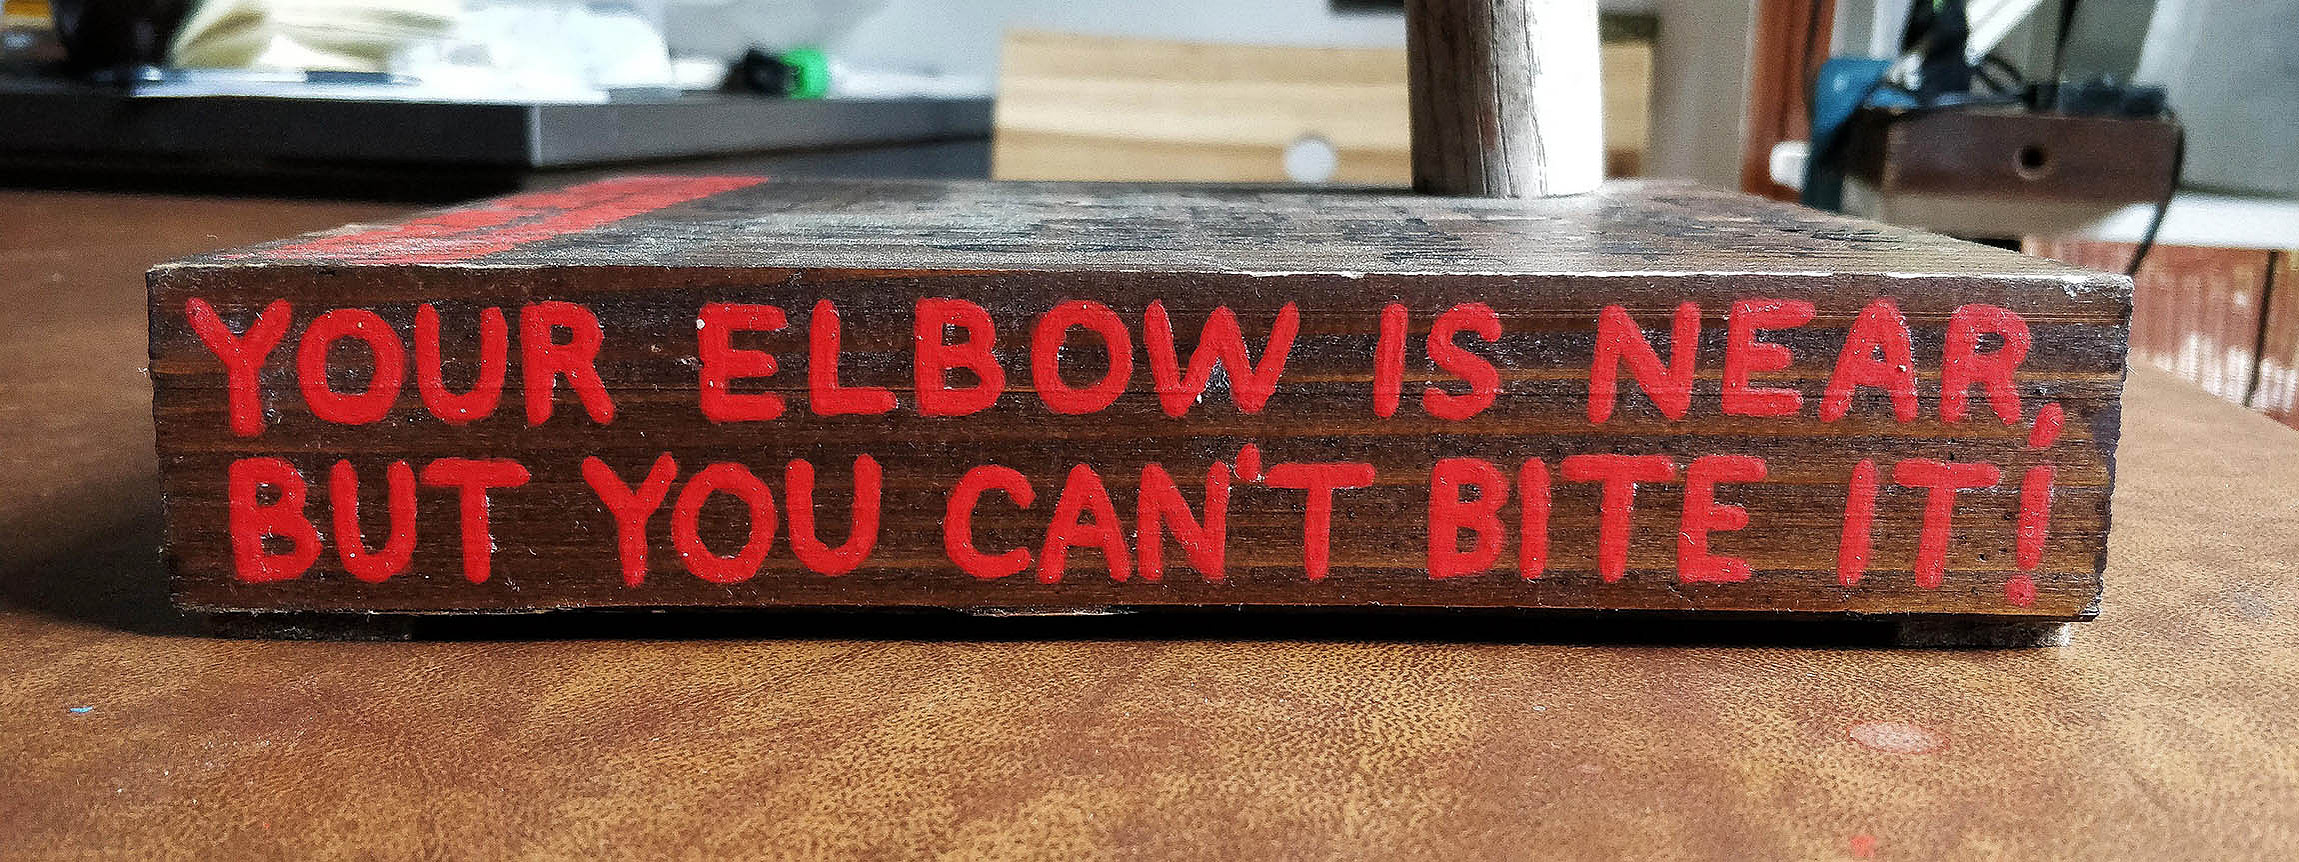 YOUR ELBOW IS NEAR,
BUT YOU CAN'T BITE IT!